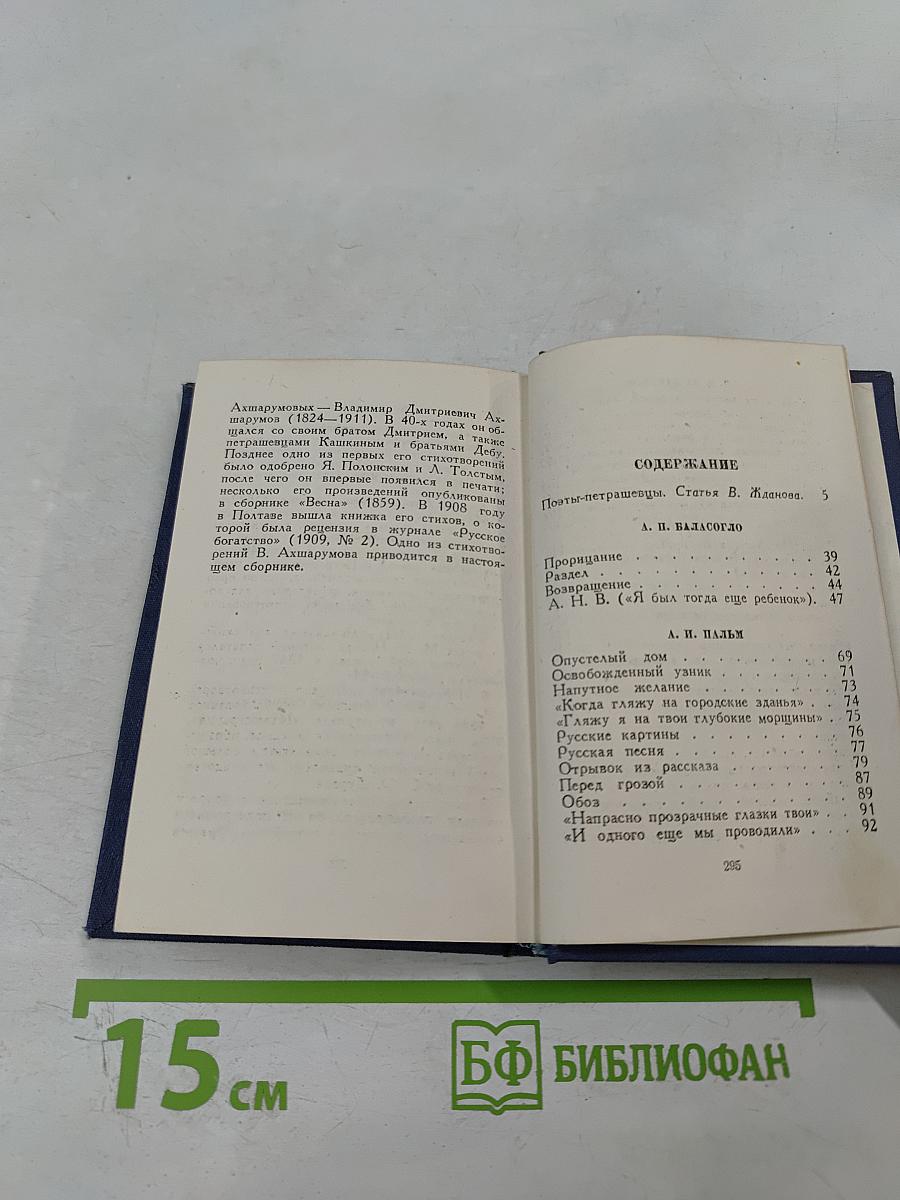 Ахшарумовых — Владимир Дмитриевич Ах-
шарумов (1824—1911). В 40-х годах он об-
щался со своим братом Дмитрием, а также
петрашевцами Кашкиным и братьями Дебу.
Позднее одно из первых его стихотворений
было одобрено Я. Полонским и Л. Толстым,
после чего он впервые появился в печати;
несколько его произведений опубликованы
в сборнике «Весна» (1859). В 1908 году
в Полтаве вышла книжка его стихов, о ко-
торой была рецензия в журнале «Русское
богатство» (1909, № 2). Одно из стихотво-
рений В. Ахшарумова приводится в настоя-
щем сборнике.
СОДЕРЖАНИЕ
Поэты-петрашевцы. Статья В. Жданова. 5
А. П. БАЛАСОГЛО
Прорицание . . . . . . . . . . . 39
Раздел . . . . . . . . . . . . . 42
Возвращение . . . . . . . . . . . 44
А. Н. В. («Я был тогда еще ребенок»). 47
А. И. ПАЛЬМ
Опустелый дом . . . . . . . . . 69
Освобожденный узник . . . . . . . 71
Напутное желание . . . . . . . . 73
«Когда гляжу на городские зданья» . . 74
«Гляжу я на твои глубокие морщины» . 75
Русские картины . . . . . . . . . 76
Русская песня . . . . . . . . . . 77
Отрывок из рассказа . . . . . . . 79
Перед грозой . . . . . . . . . . 87
Обоз . . . . . . . . . . . . . 89
«Напрасно прозрачные глазки твои» . . 91
«И одного еще мы проводили» . . . 92
295
15 см
БФ БИБЛИОФАН